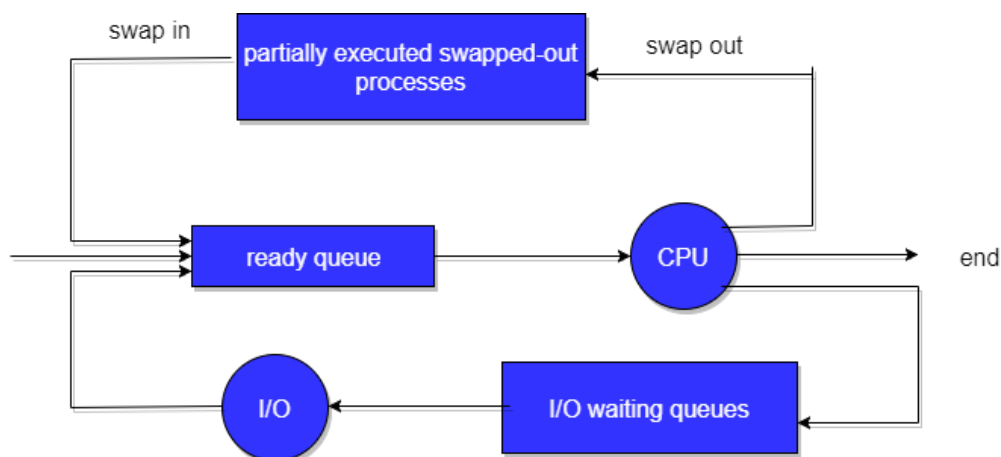 swap in
partially executed swapped-out
processes
swap out
ready queue
CPU
end
I/O
I/O waiting queues